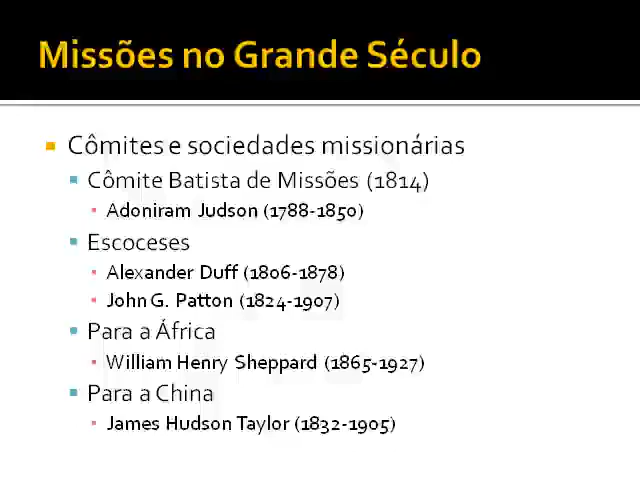 Missões no Grande Século
Cômites e sociedades missionárias
Cômite Batista de Missões (1814)
Adoniram Judson (1788-1850)
Escoceses
Alexander Duff (1806-1878)
John G. Patton (1824-1907)
Para a África
William Henry Sheppard (1865-1927)
Para a China
James Hudson Taylor (1832-1905)